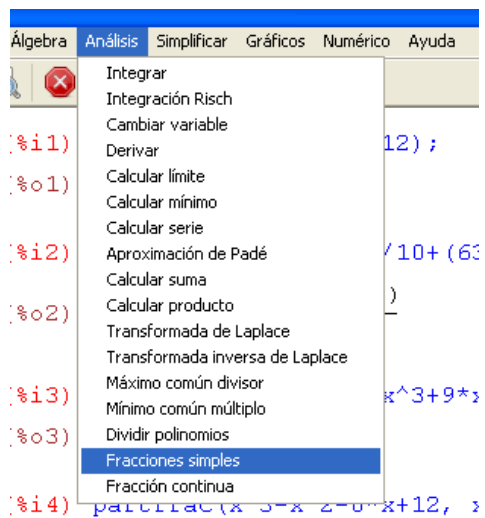 Álgebra Análisis Simplificar Gráficos Numérico Ayuda
Integrar
Integración Risch
Cambiar variable
(%i1) 12);
Derivar
Calcular límite
(%o1)
Calcular mínimo
Calcular serie
(%i2) Aproximación de Padé /10+(63
Calcular suma
Calcular producto )
(%o2)
Transformada de Laplace
Transformada inversa de Laplace
Máximo común divisor
(%i3) x^3+9*x
Mínimo común múltiplo
(%o3) Dividir polinomios
Fracciones simples
Fracción continua
(%i4) partfrac(x^3-x^2-8*x+12, x